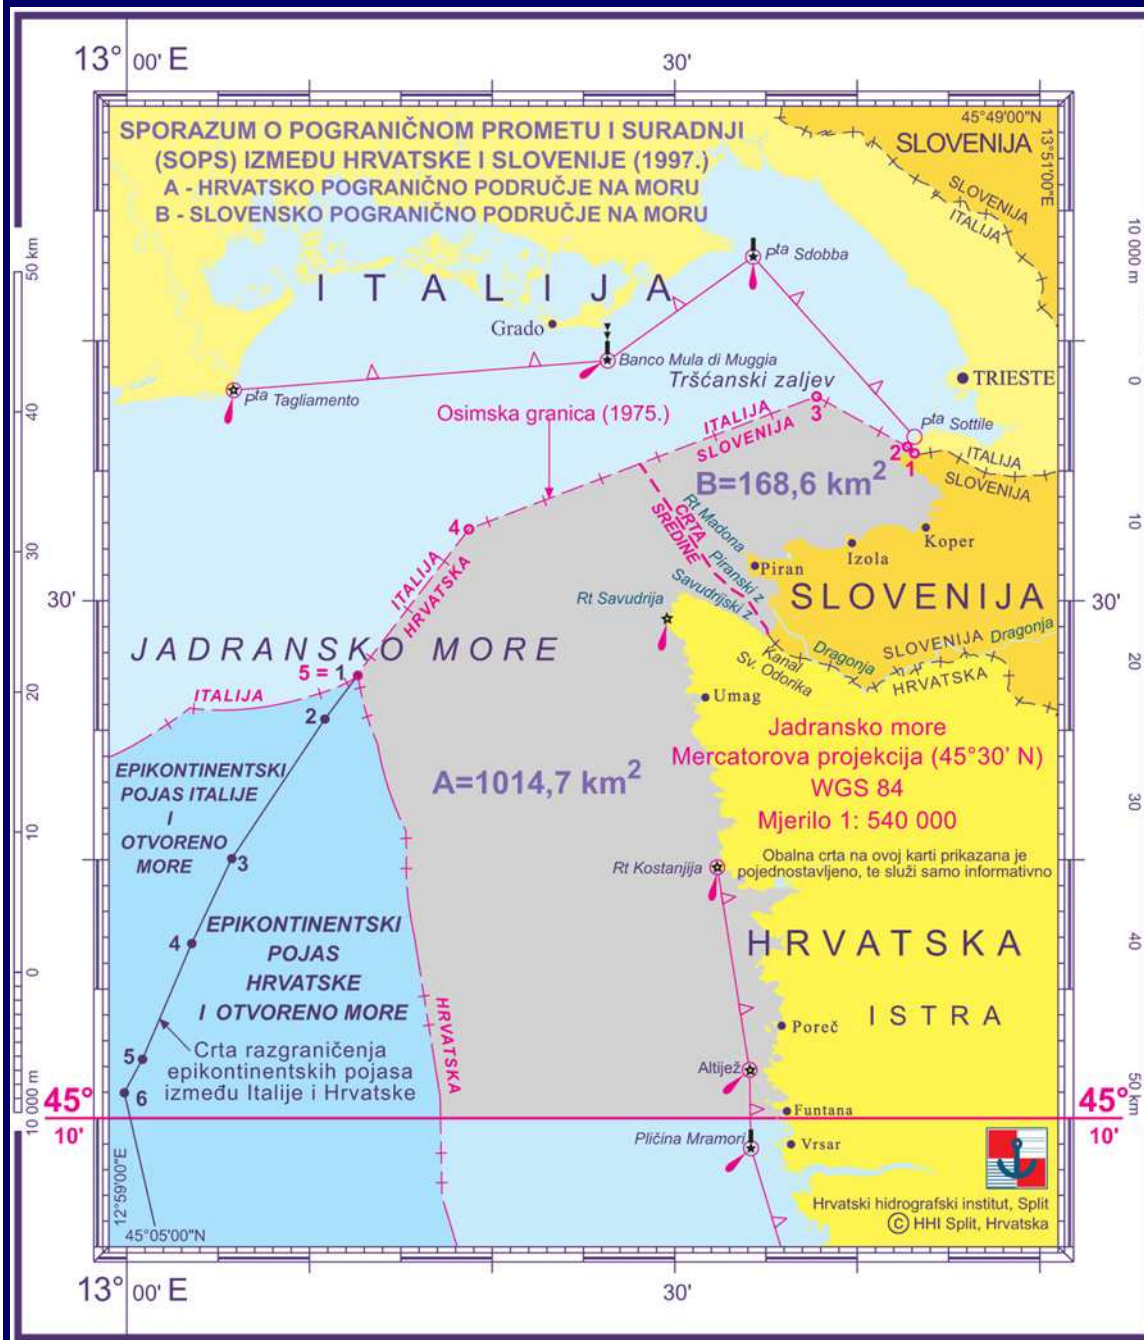 13° 00' E
30'
45°49'00"N
13°51'00"E
SPORAZUM O POGRANIČNOM PROMETU I SURADNJI
(SOPS) IZMEĐU HRVATSKE I SLOVENIJE (1997.)
A - HRVATSKO POGRANIČNO PODRUČJE NA MORU
B - SLOVENSKO POGRANIČNO PODRUČJE NA MORU
SLOVENIJA
SLOVENIJA
ITALIJA
50 km
10 000 m
Pta Sdobba
ITALIJA
Grado
Banco Mula di Muggia
Tršćanski zaljev
TRIESTE
0
Pta Tagliamento
40
3
Osimska granica (1975.)
ITALIJA
SLOVENIJA
Pta Sottile
2
1
ITALIJA
SLOVENIJA
B=168,6 km2
10
4
Rt Madona
CRTA
SREDINE
Koper
Izola
30
Piran
Piranski z
Savudrijski z
ITALIJA
HRVATSKA
30'
Rt Savudrija
SLOVENIJA
30'
JADRANSKO MORE
Kanal
Sv. Odorika
Dragonja
SLOVENIJA
HRVATSKA
Dragonja
20
5 = 1
20
ITALIJA
2
Umag
Jadransko more
Mercatorova projekcija (45°30' N)
WGS 84
Mjerilo 1: 540 000
EPIKONTINENTSKI
POJAS ITALIJE
I
OTVORENO
MORE
A=1014,7 km2
30
10
3
Obalna crta na ovoj karti prikazana je
pojednostavljeno, te služi samo informativno
Rt Kostanjija
EPIKONTINENTSKI
POJAS
HRVATSKE
I OTVORENO MORE
4
HRVATSKA
40
0
HRVATSKA
ISTRA
Poreč
5
Crta razgraničenja
epikontinentskih pojasa
između Italije i Hrvatske
Altijež
6
10 000 m
50 km
45°
10'
Funtana
45°
10'
Pličina Mramori
Vrsar
12°59'00"E
45°05'00"N
Hrvatski hidrografski institut, Split
© HHI Split, Hrvatska
13° 00' E
30'